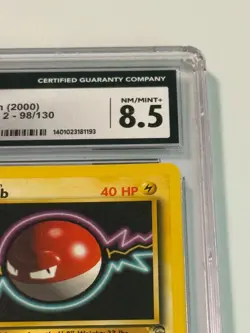 CERTIFIED GUARANTY COMPANY
(2000)
2 - 98/130
1401023181193
NM/MINT+
8.5
40 HP